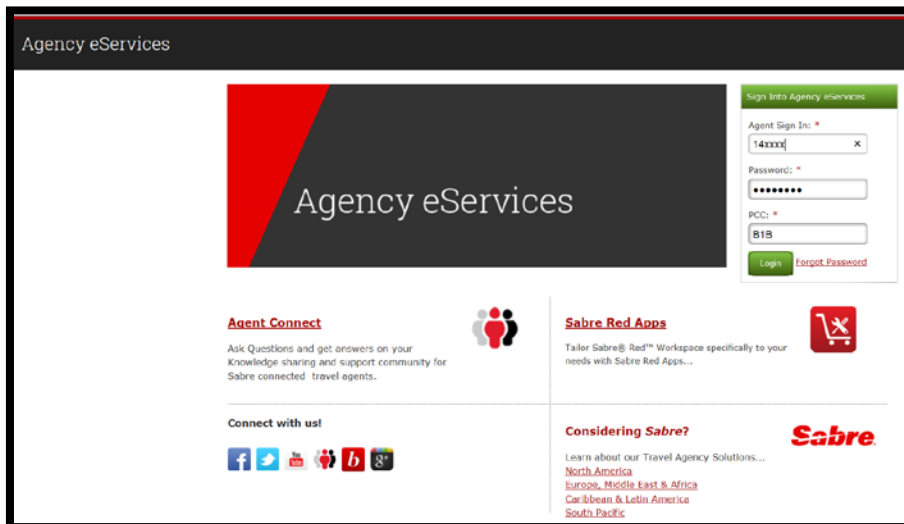 Agency eServices
Agency eServices
Sign Into Agency eServices
Agent Sign In: *
14xxxx
×
Password: *
••••••••
PCC: *
B1B
Login Forgot Password
Agent Connect
Ask Questions and get answers on your
Knowledge sharing and support community for
Sabre connected travel agents.
Sabre Red Apps
Tailor Sabre® Red™ Workspace specifically to your
needs with Sabre Red Apps...
Connect with us!
f
You
Tube
b
g+
Considering Sabre?
Sabre.
Learn about our Travel Agency Solutions...
North America
Europe, Middle East & Africa
Caribbean & Latin America
South Pacific